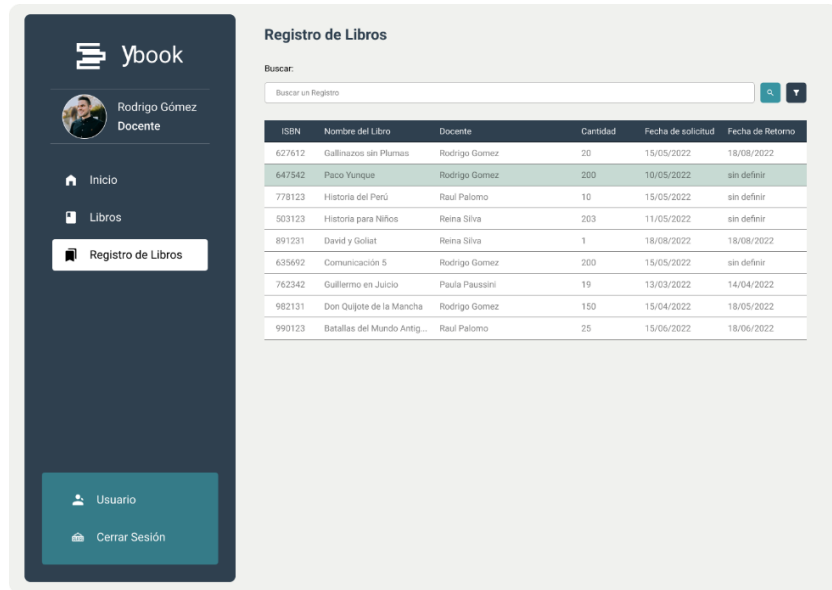 Ybook
Rodrigo Gómez
Docente
Inicio
Libros
Registro de Libros
Usuario
Cerrar Sesión
Registro de Libros
Buscar:
Buscar un Registro
ISBN Nombre del Libro Docente Cantidad Fecha de solicitud Fecha de Retorno
627612 Gallinazos sin Plumas Rodrigo Gomez 20 15/05/2022 18/08/2022
647542 Paco Yunque Rodrigo Gomez 200 10/05/2022 sin definir
778123 Historia del Perú Raul Palomo 10 15/05/2022 sin definir
503123 Historia para Niños Reina Silva 203 11/05/2022 sin definir
891231 David y Goliat Reina Silva 1 18/08/2022 18/08/2022
635692 Comunicación 5 Rodrigo Gomez 200 15/05/2022 sin definir
762342 Guillermo en Juicio Paula Paussini 19 13/03/2022 14/04/2022
982131 Don Quijote de la Mancha Rodrigo Gomez 150 15/04/2022 18/05/2022
990123 Batallas del Mundo Antig... Raul Palomo 25 15/06/2022 18/06/2022